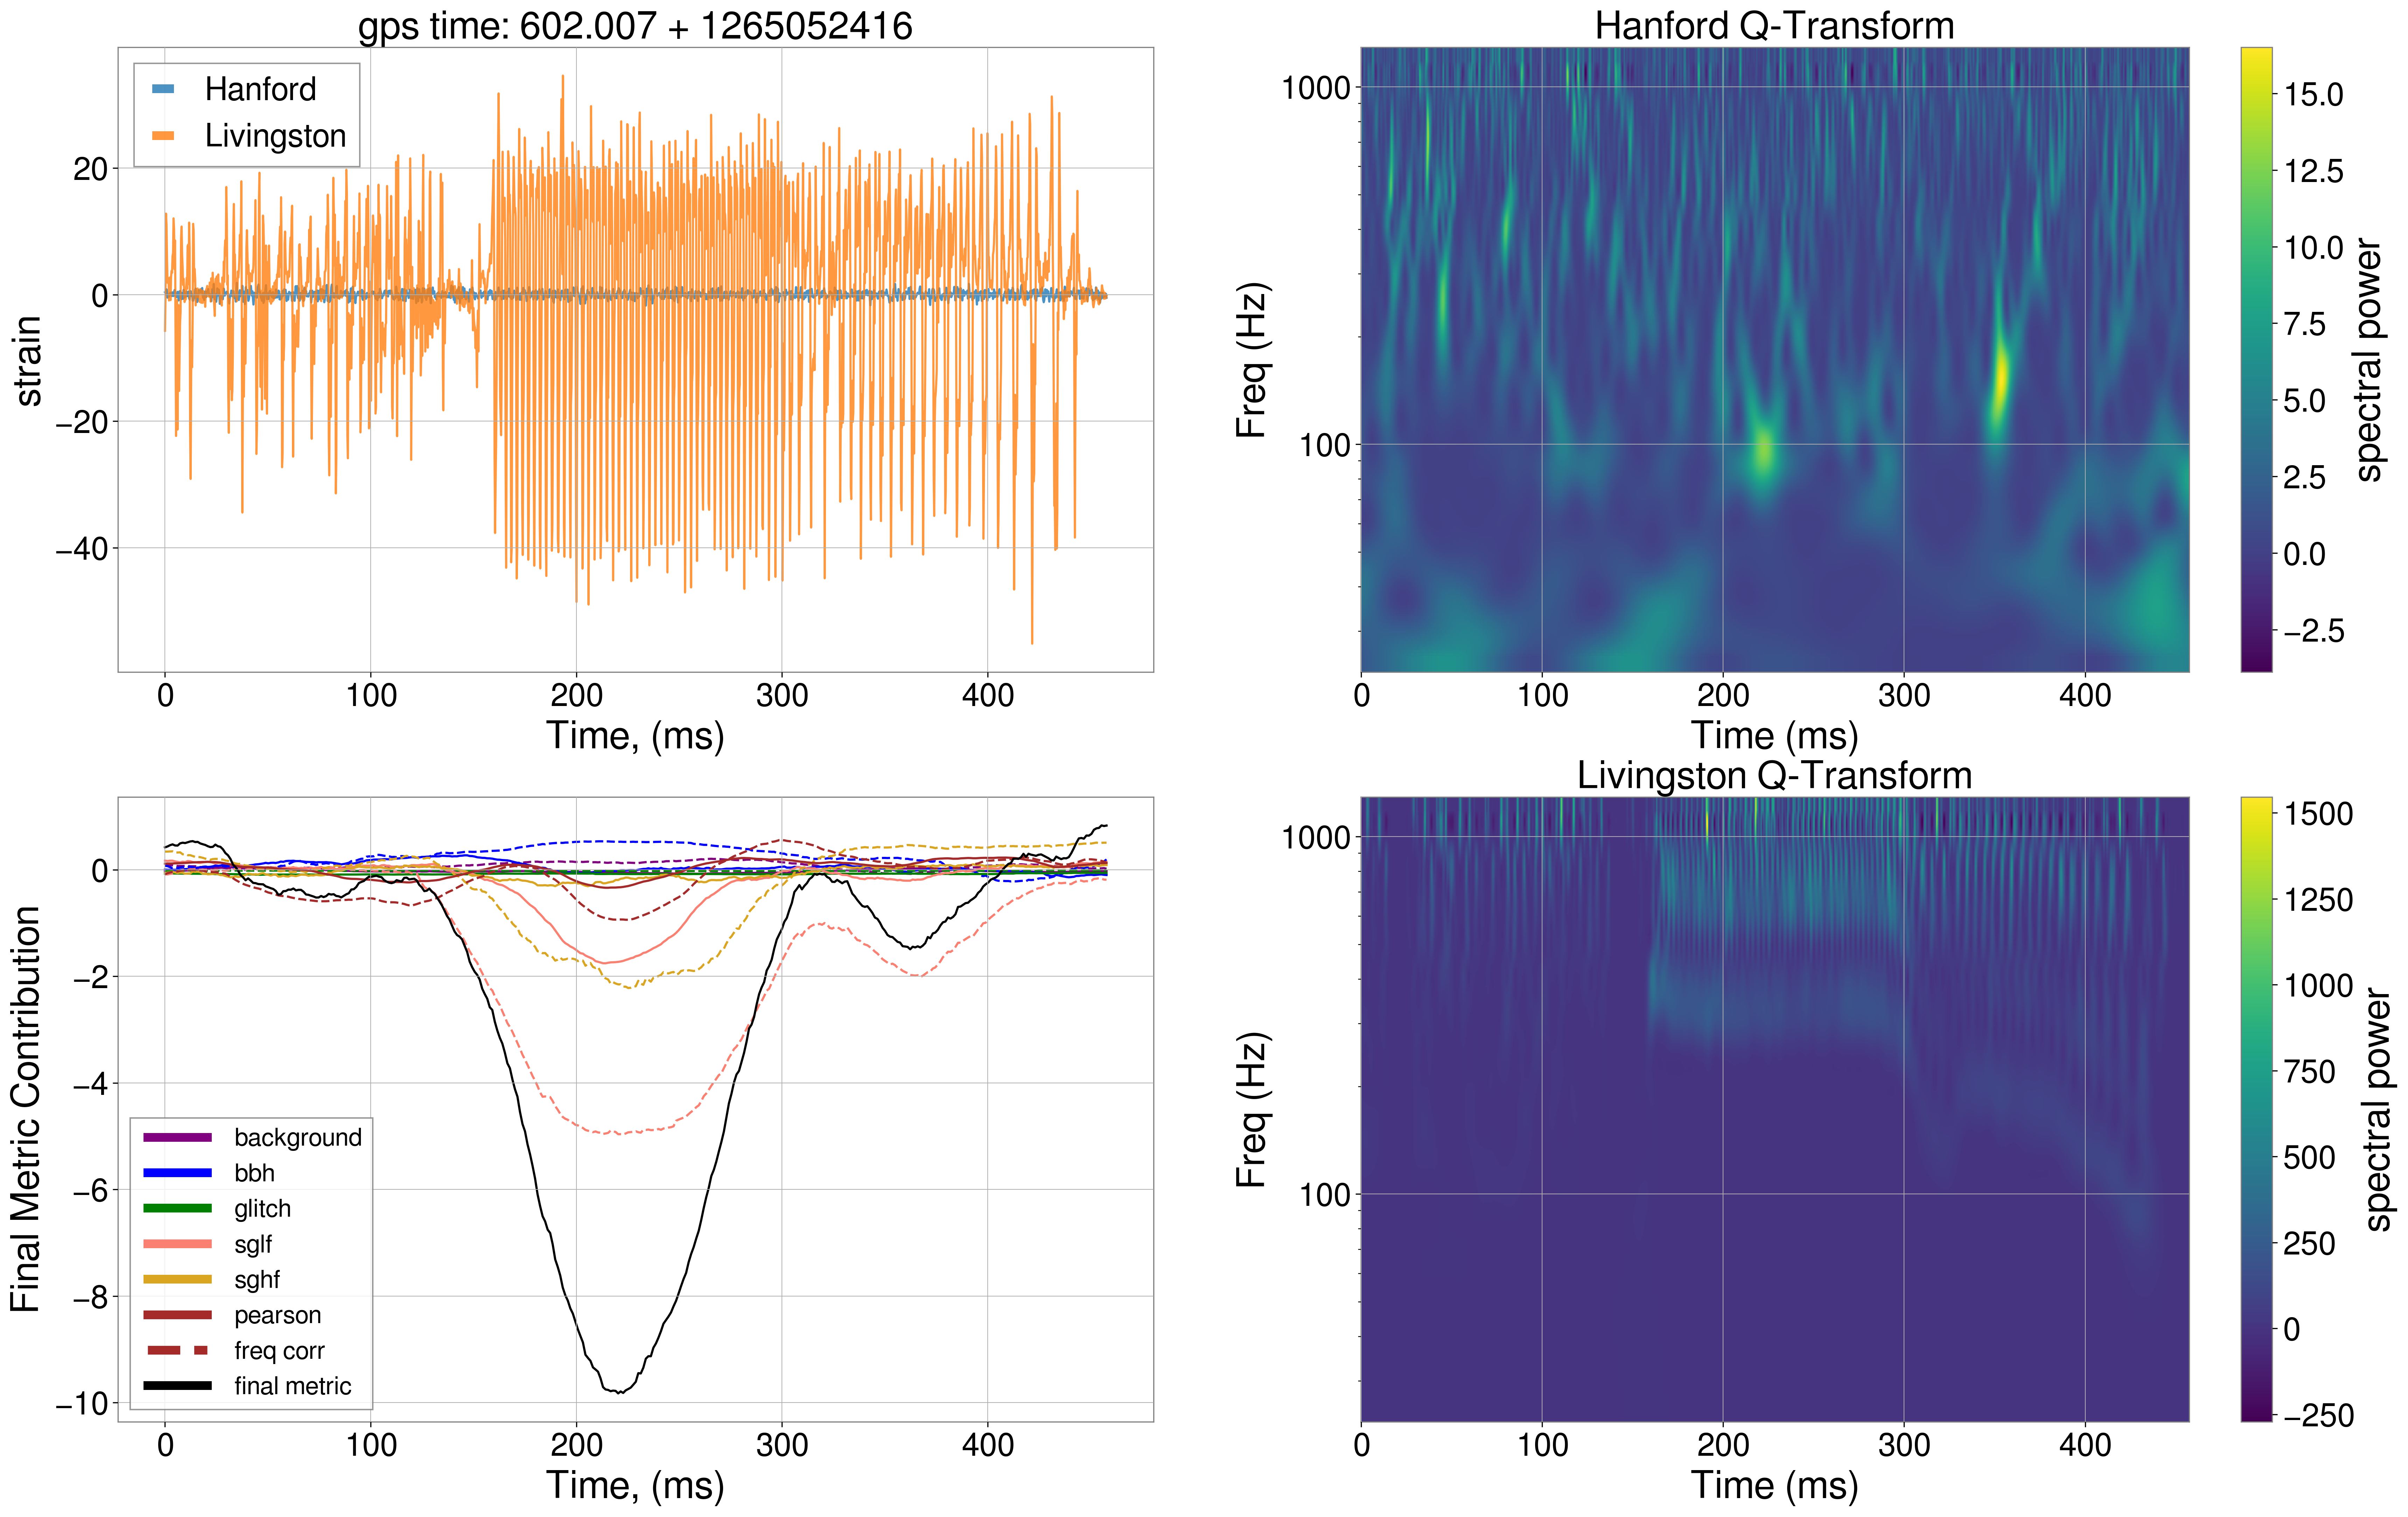 gps time: 602.007 + 1265052416
Hanford
Livingston
strain
20
0
−20
−40
0
100
200
300
400
Time, (ms)
Hanford Q-Transform
Freq (Hz)
1000
100
0
100
200
300
400
Time (ms)
15.0
12.5
10.0
7.5
5.0
2.5
0.0
−2.5
spectral power
Final Metric Contribution
0
−2
−4
−6
−8
−10
background
bbh
glitch
sglf
sghf
pearson
freq corr
final metric
0
100
200
300
400
Time, (ms)
Livingston Q-Transform
Freq (Hz)
1000
100
0
100
200
300
400
Time (ms)
1500
1250
1000
750
500
250
0
−250
spectral power